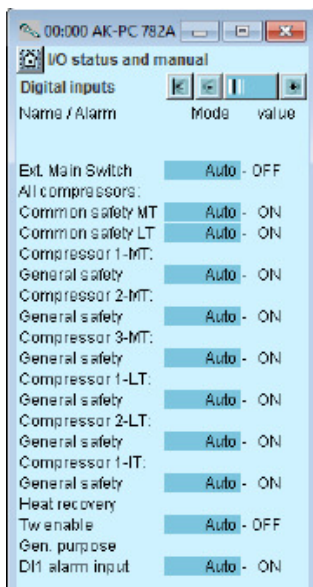 00:000 AK-PC 782A
I/O status and manual
Digital inputs
Name / Alarm Mode value
Ext. Main Switch Auto - OFF
All compressors:
Common safety MT Auto - ON
Common safety LT Auto - ON
Compressor 1-MT:
General safety Auto - ON
Compressor 2-MT:
General safety Auto - ON
Compressor 3-MT:
General safety Auto - ON
Compressor 1-LT:
General safety Auto - ON
Compressor 2-LT:
General safety Auto - ON
Compressor 1-IT:
General safety Auto - ON
Heat recovery
Tw enable Auto - OFF
Gen. purpose
DI1 alarm input Auto - ON